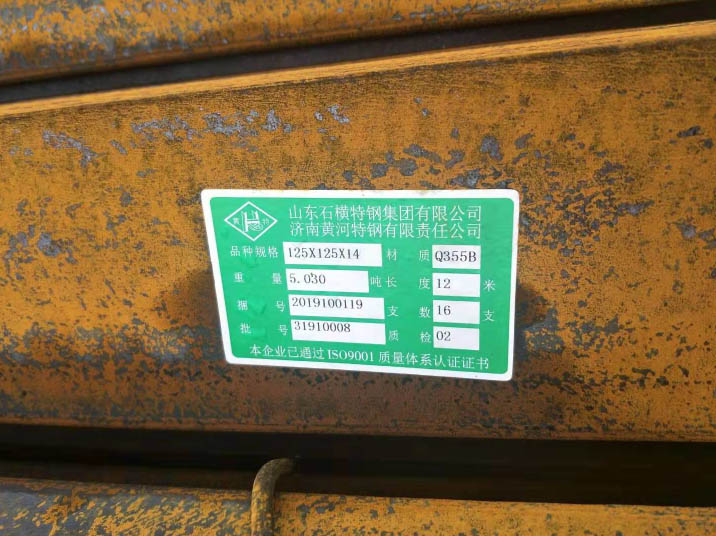 山东石横特钢集团有限公司
济南黄河特钢有限责任公司
品种规格 125X125X14 材 质 Q355B
重 量 5.030 吨 长 度 12 米
捆 号 2019100119 支 数 16 支
批 号 31910008 质 检 02
本企业已通过ISO9001质量体系认证证书